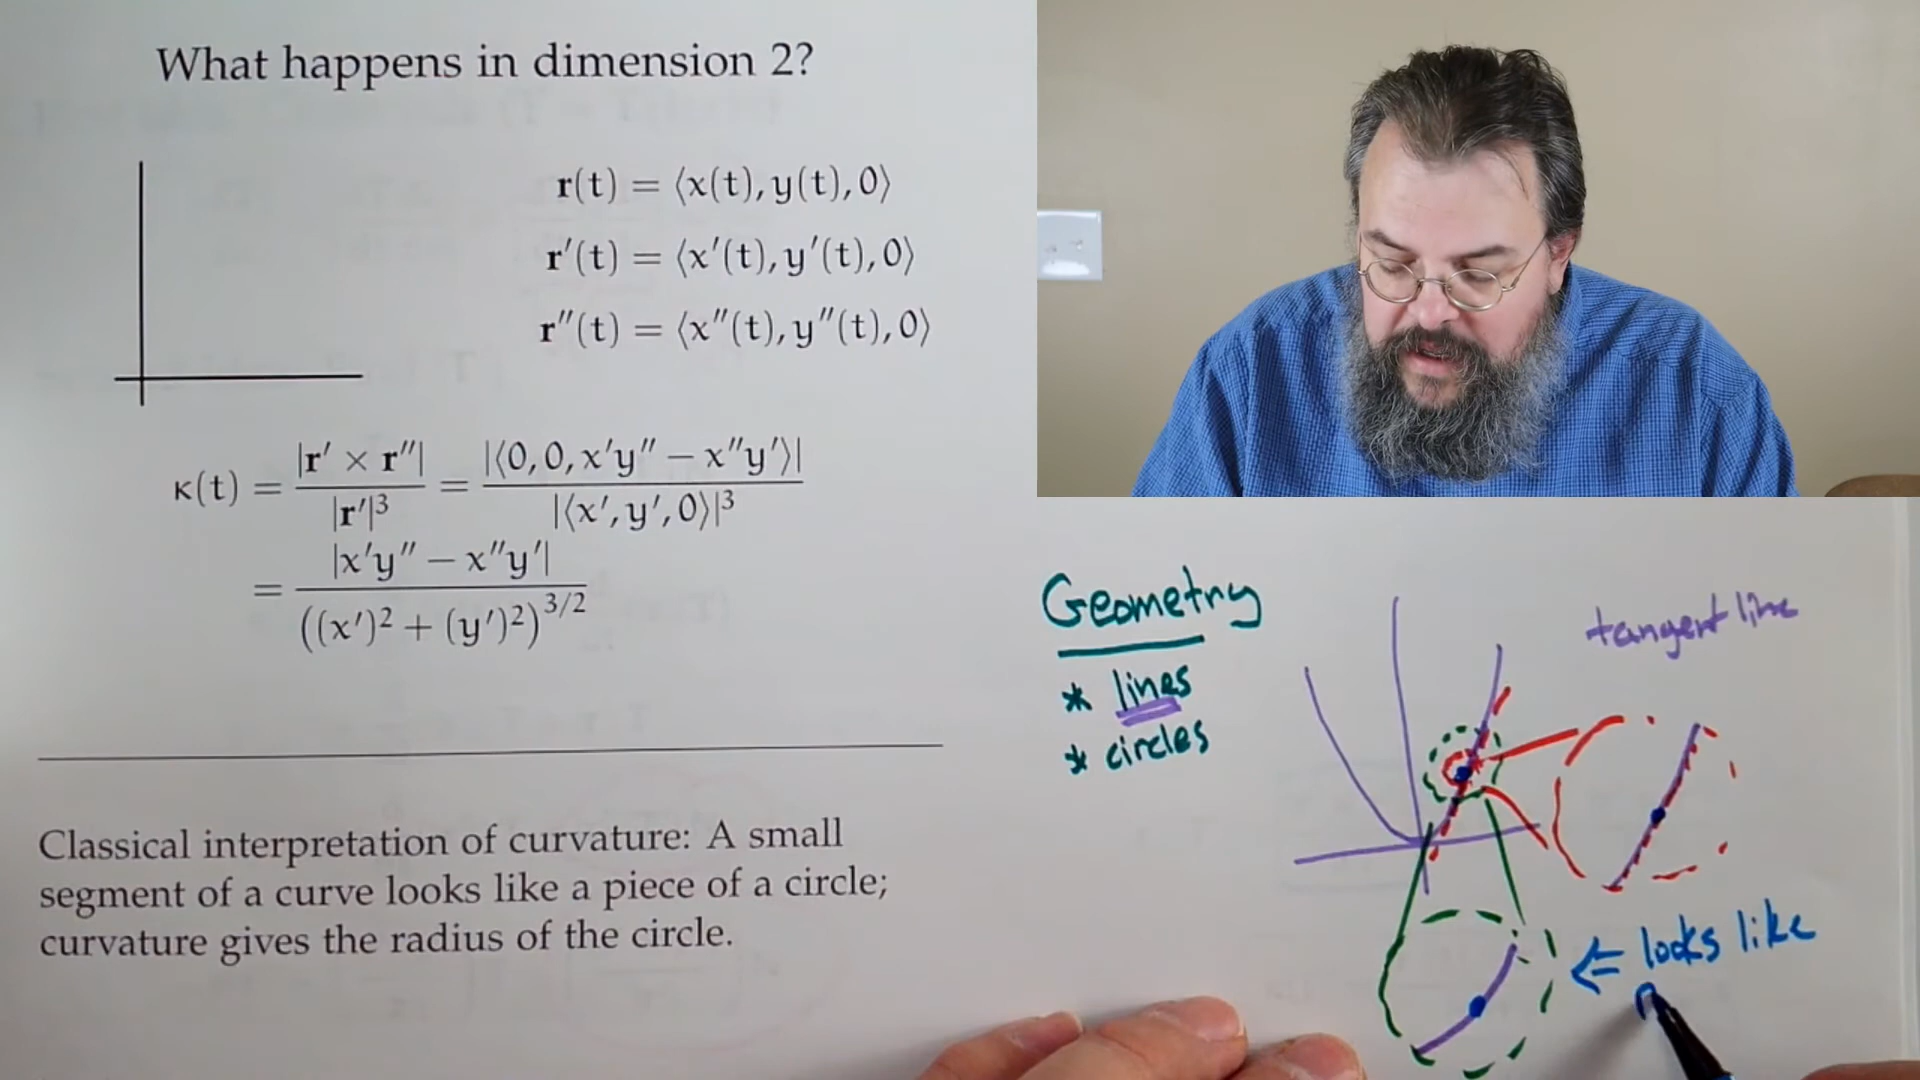 What happens in dimension 2?
r(t) = ⟨x(t), y(t), 0⟩
r′(t) = ⟨x′(t), y′(t), 0⟩
r″(t) = ⟨x″(t), y″(t), 0⟩
κ(t) = |r′ × r″| / |r′|³ = |⟨0, 0, x′y″ − x″y′⟩| / |⟨x′, y′, 0⟩|³
= |x′y″ − x″y′| / ((x′)² + (y′)²)^{3/2}
Classical interpretation of curvature: A small
segment of a curve looks like a piece of a circle;
curvature gives the radius of the circle.
Geometry
* lines
* circles
tangent line
⇐ looks like